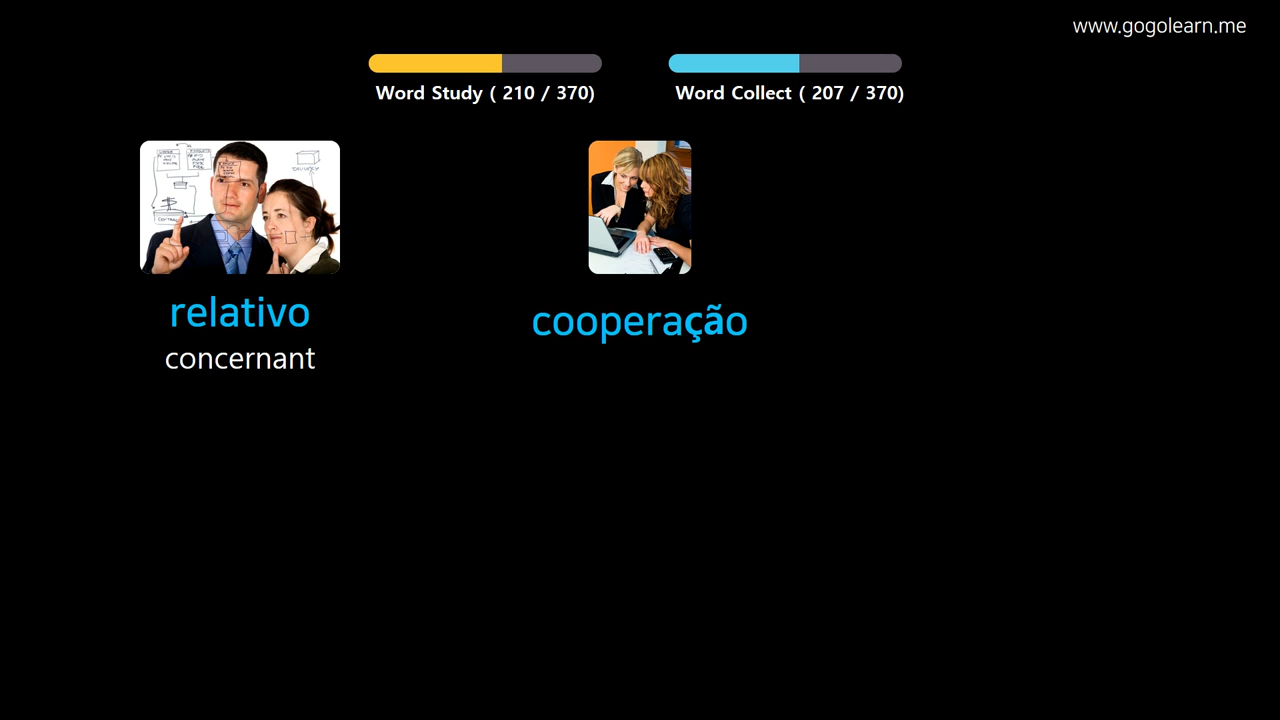 www.gogolearn.me
Word Study ( 210 / 370)
Word Collect ( 207 / 370)
relativo
concernant
cooperação